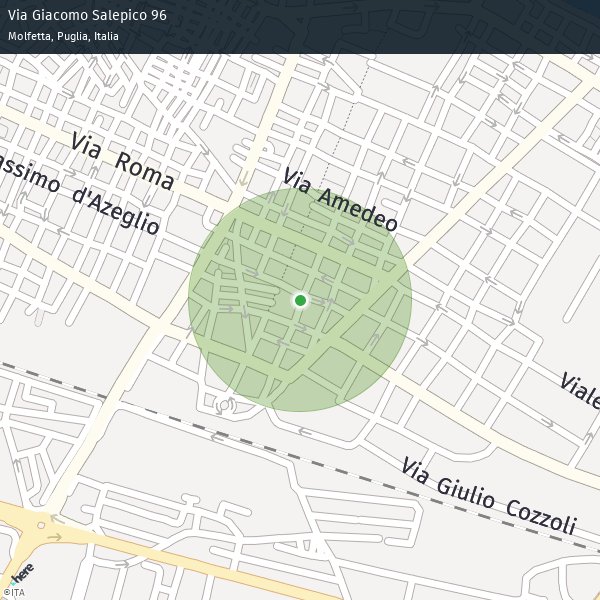 Via Giacomo Salepico 96
Molfetta, Puglia, Italia
Via Roma
assimo d'Azeglio
Via Amedeo
Viale
Via Giulio Cozzoli
here
©ITA